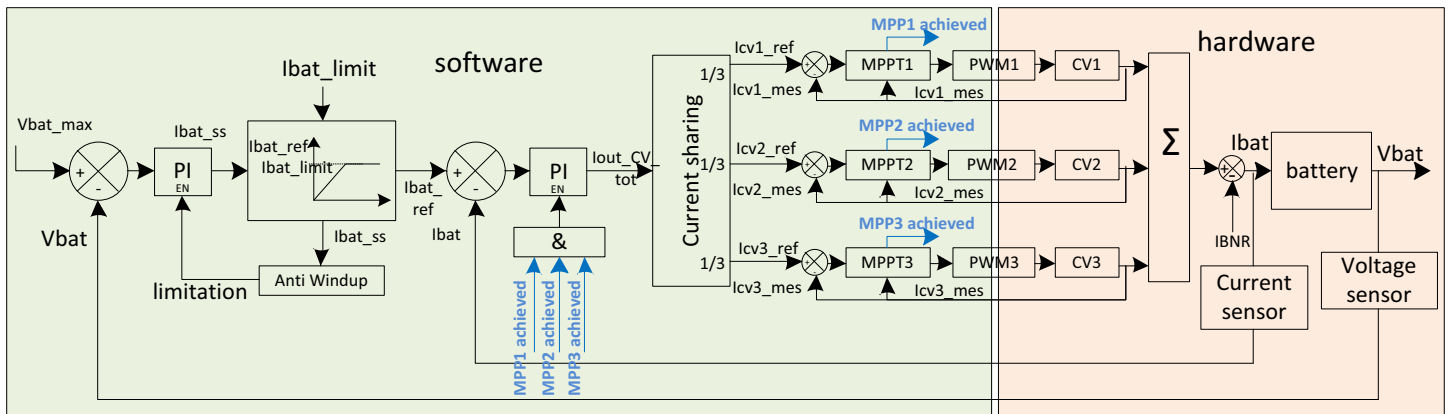 software
hardware
Vbat_max
+
-
Vbat
PI
EN
Ibat_ss
Ibat_limit
Ibat_ref
Ibat_limit
Ibat_ss
Anti Windup
limitation
Ibat_
ref
+
-
Ibat
PI
EN
&
MPP1 achieved
MPP2 achieved
MPP3 achieved
Iout_CV
tot
Current sharing
1/3
1/3
1/3
Icv1_ref
Icv1_mes
+
-
MPPT1
MPP1 achieved
PWM1
CV1
Icv1_mes
Icv2_ref
Icv2_mes
+
-
MPPT2
MPP2 achieved
PWM2
CV2
Icv2_mes
Icv3_ref
Icv3_mes
+
-
MPPT3
MPP3 achieved
PWM3
CV3
Icv3_mes
Σ
+
-
IBNR
Ibat
battery
Vbat
Current
sensor
Voltage
sensor